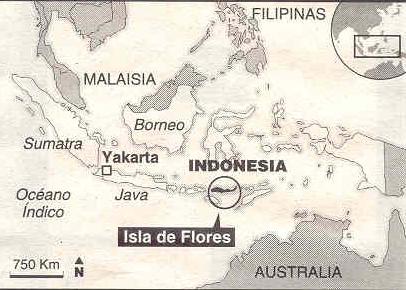 FILIPINAS
MALAISIA
Borneo
Sumatra
Yakarta
INDONESIA
Océano
Índico
Java
Isla de Flores
750 Km
N
AUSTRALIA